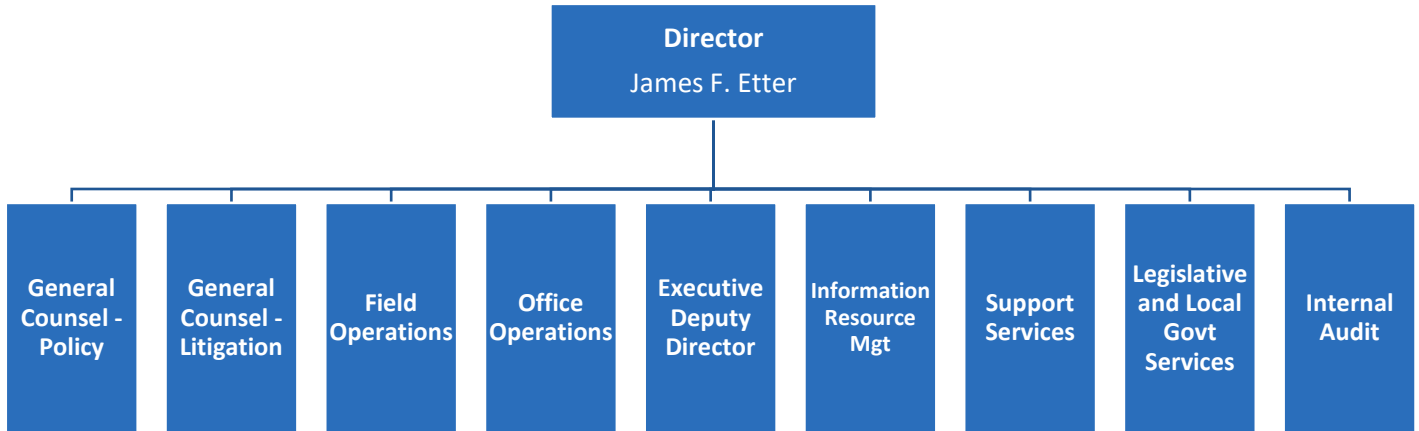 Director
James F. Etter
General
Counsel -
Policy
General
Counsel -
Litigation
Field
Operations
Office
Operations
Executive
Deputy
Director
Information
Resource
Mgt
Support
Services
Legislative
and Local
Govt
Services
Internal
Audit